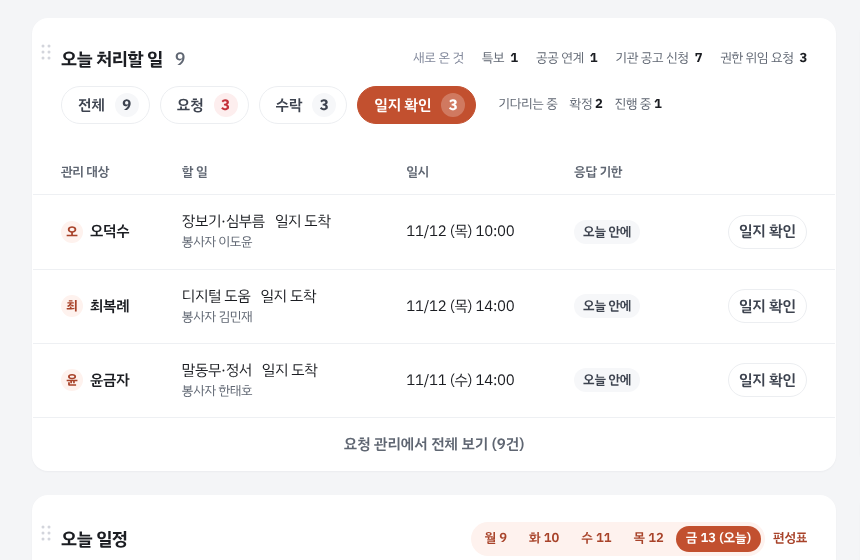 오늘 처리할 일 9
새로 온 것 특보 1 공공 연계 1 기관 공고 신청 7 권한 위임 요청 3
전체 9 요청 3 수락 3 일지 확인 3 기다리는 중 확정 2 진행 중 1
관리 대상 할 일 일시 응답 기한
오 오덕수 장보기·심부름 일지 도착 11/12 (목) 10:00 오늘 안에 일지 확인
봉사자 이도윤
최 최복례 디지털 도움 일지 도착 11/12 (목) 14:00 오늘 안에 일지 확인
봉사자 김민재
윤 윤금자 말동무·정서 일지 도착 11/11 (수) 14:00 오늘 안에 일지 확인
봉사자 한태호
요청 관리에서 전체 보기 (9건)
오늘 일정 월 9 화 10 수 11 목 12 금 13 (오늘) 편성표